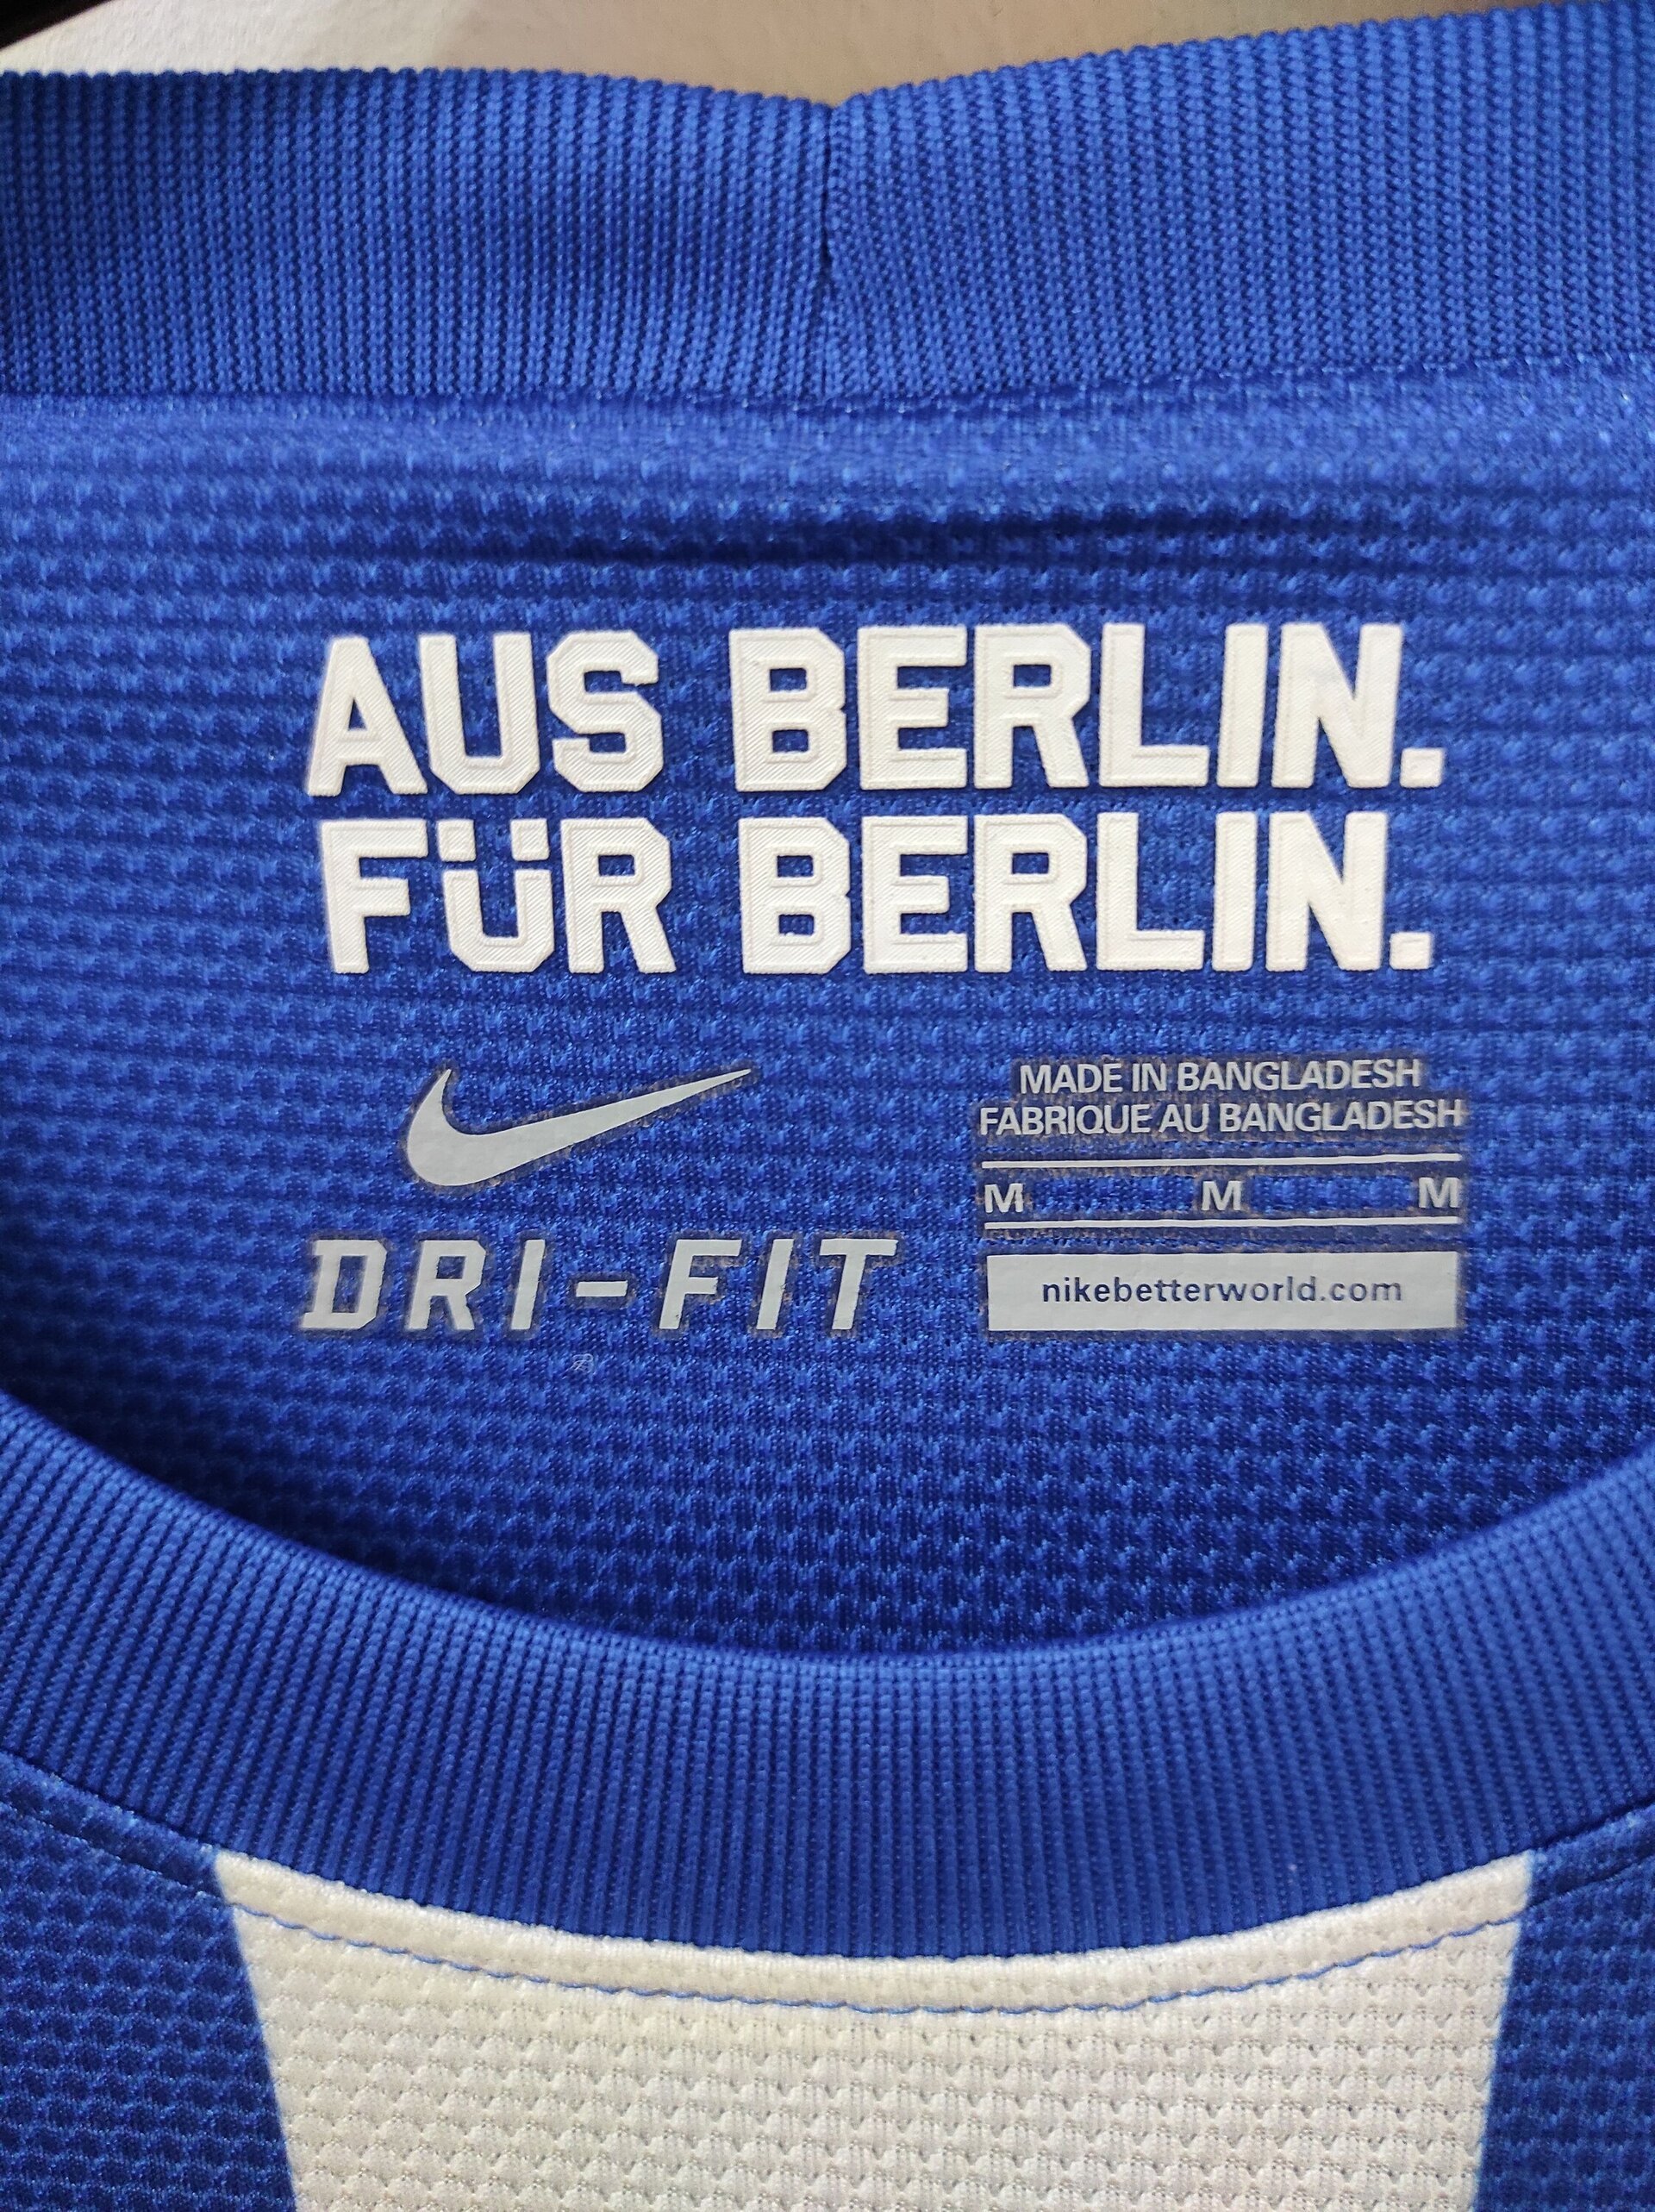 AUS BERLIN.
FÜR BERLIN.
DRI-FIT
MADE IN BANGLADESH
FABRIQUE AU BANGLADESH
M M M
nikebetterworld.com